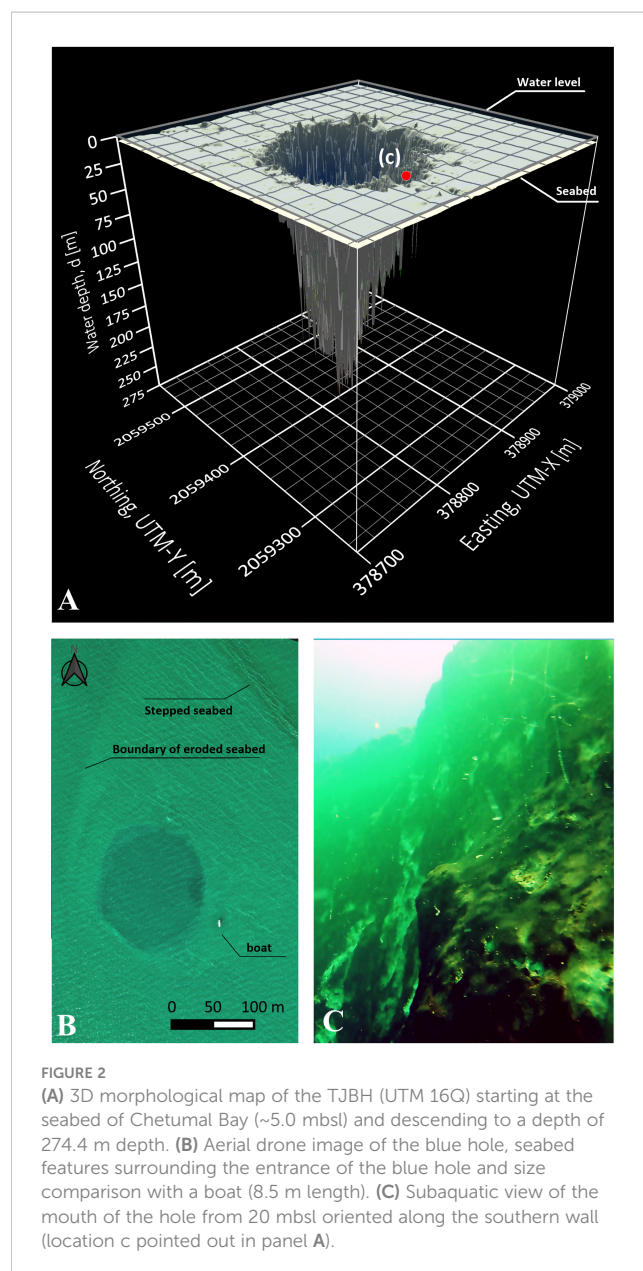 Water level
(c)
Seabed
0
25
50
75
100
125
150
175
200
225
250
275
Water depth, d [m]
2059500
2059400
2059300
Northing, UTM-Y [m]
379000
378900
378800
378700
Easting, UTM-X [m]
A
N
Stepped seabed
Boundary of eroded seabed
boat
0 50 100 m
B
C
FIGURE 2
(A) 3D morphological map of the TJBH (UTM 16Q) starting at the
seabed of Chetumal Bay (~5.0 mbsl) and descending to a depth of
274.4 m depth. (B) Aerial drone image of the blue hole, seabed
features surrounding the entrance of the blue hole and size
comparison with a boat (8.5 m length). (C) Subaquatic view of the
mouth of the hole from 20 mbsl oriented along the southern wall
(location c pointed out in panel A).